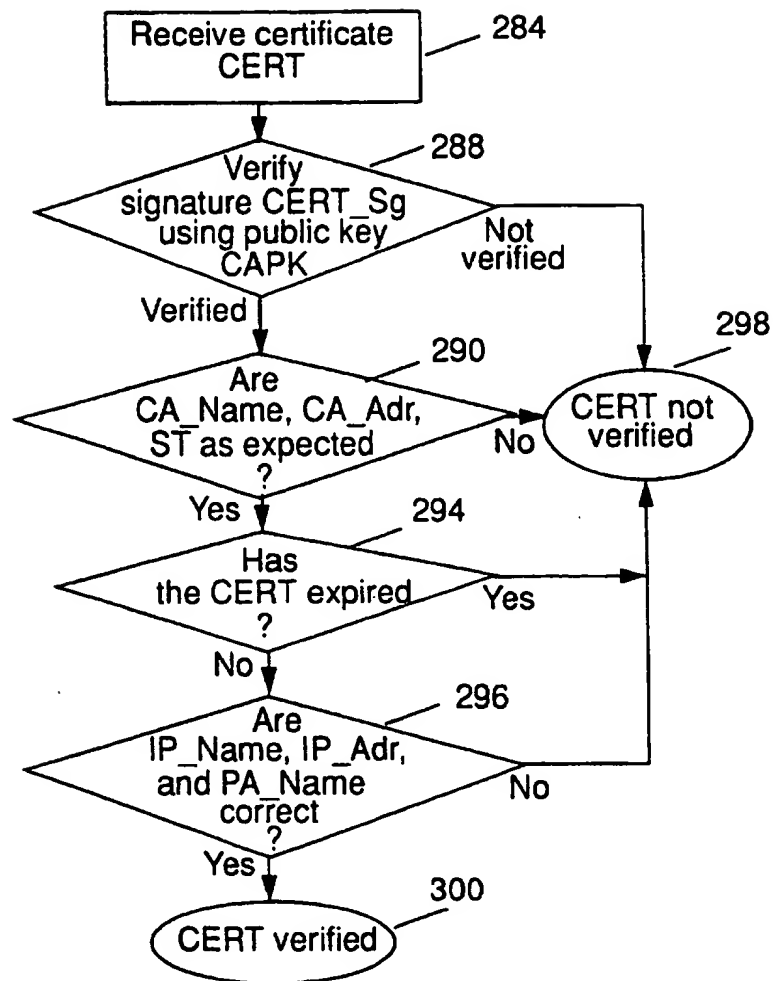 Receive certificate
CERT
284
288
Verify
signature CERT_Sg
using public key
CAPK
Not
verified
Verified
298
290
Are
CA_Name, CA_Adr,
ST as expected
?
No
CERT not
verified
Yes
294
Has
the CERT expired
?
Yes
No
296
Are
IP_Name, IP_Adr,
and PA_Name
correct
?
No
Yes
300
CERT verified